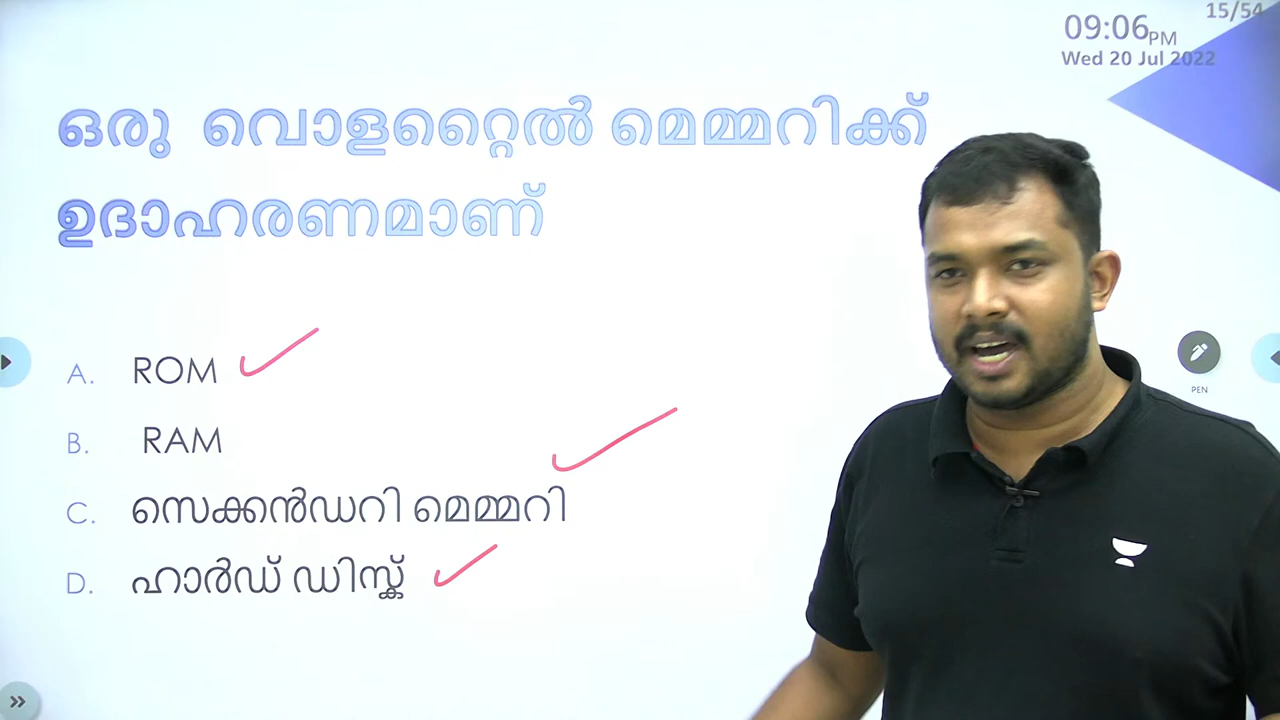 15/54
09:06PM
Wed 20 Jul 2022
ഒരു വൊളറ്റൈൽ മെമ്മറിക്ക്
ഉദാഹരണമാണ്
A. ROM
B. RAM
C. സെക്കൻഡറി മെമ്മറി
D. ഹാർഡ് ഡിസ്ക്
PEN